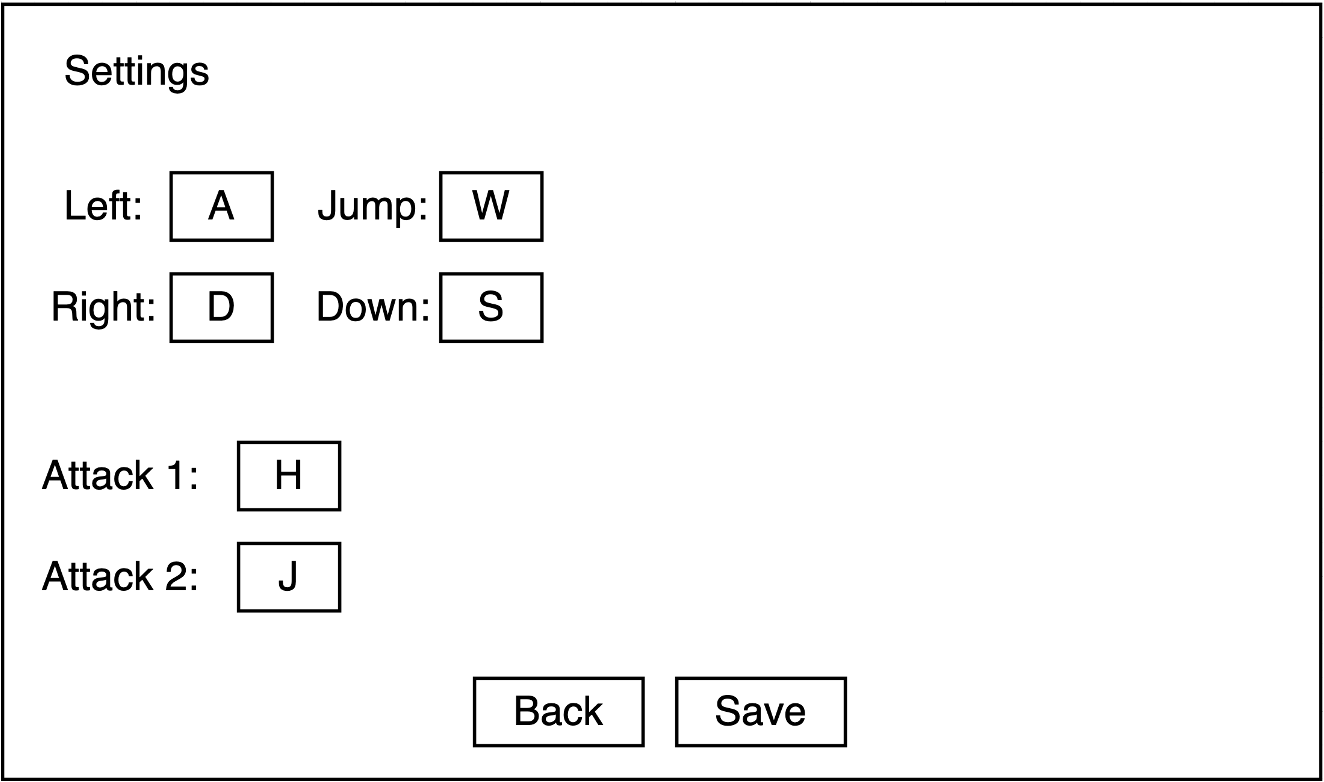 Settings
Left: A Jump: W
Right: D Down: S
Attack 1: H
Attack 2: J
Back Save